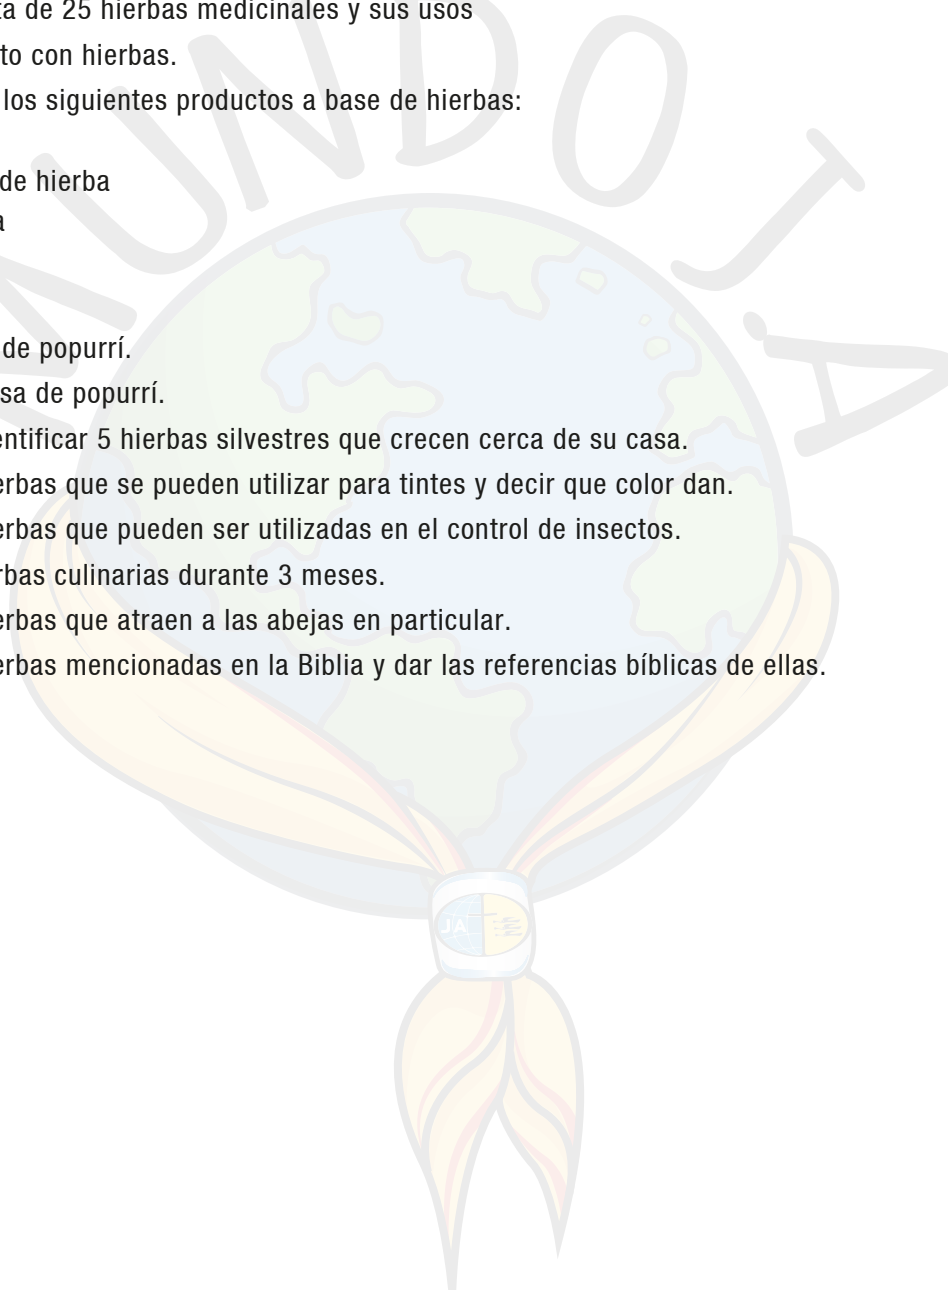 de 25 hierbas medicinales y sus usos
to con hierbas.
los siguientes productos a base de hierbas:
de hierba
a
de popurrí.
sa de popurrí.
entificar 5 hierbas silvestres que crecen cerca de su casa.
erbas que se pueden utilizar para tintes y decir que color dan.
erbas que pueden ser utilizadas en el control de insectos.
rbas culinarias durante 3 meses.
erbas que atraen a las abejas en particular.
erbas mencionadas en la Biblia y dar las referencias bíblicas de ellas.
MUNDO JA
JA